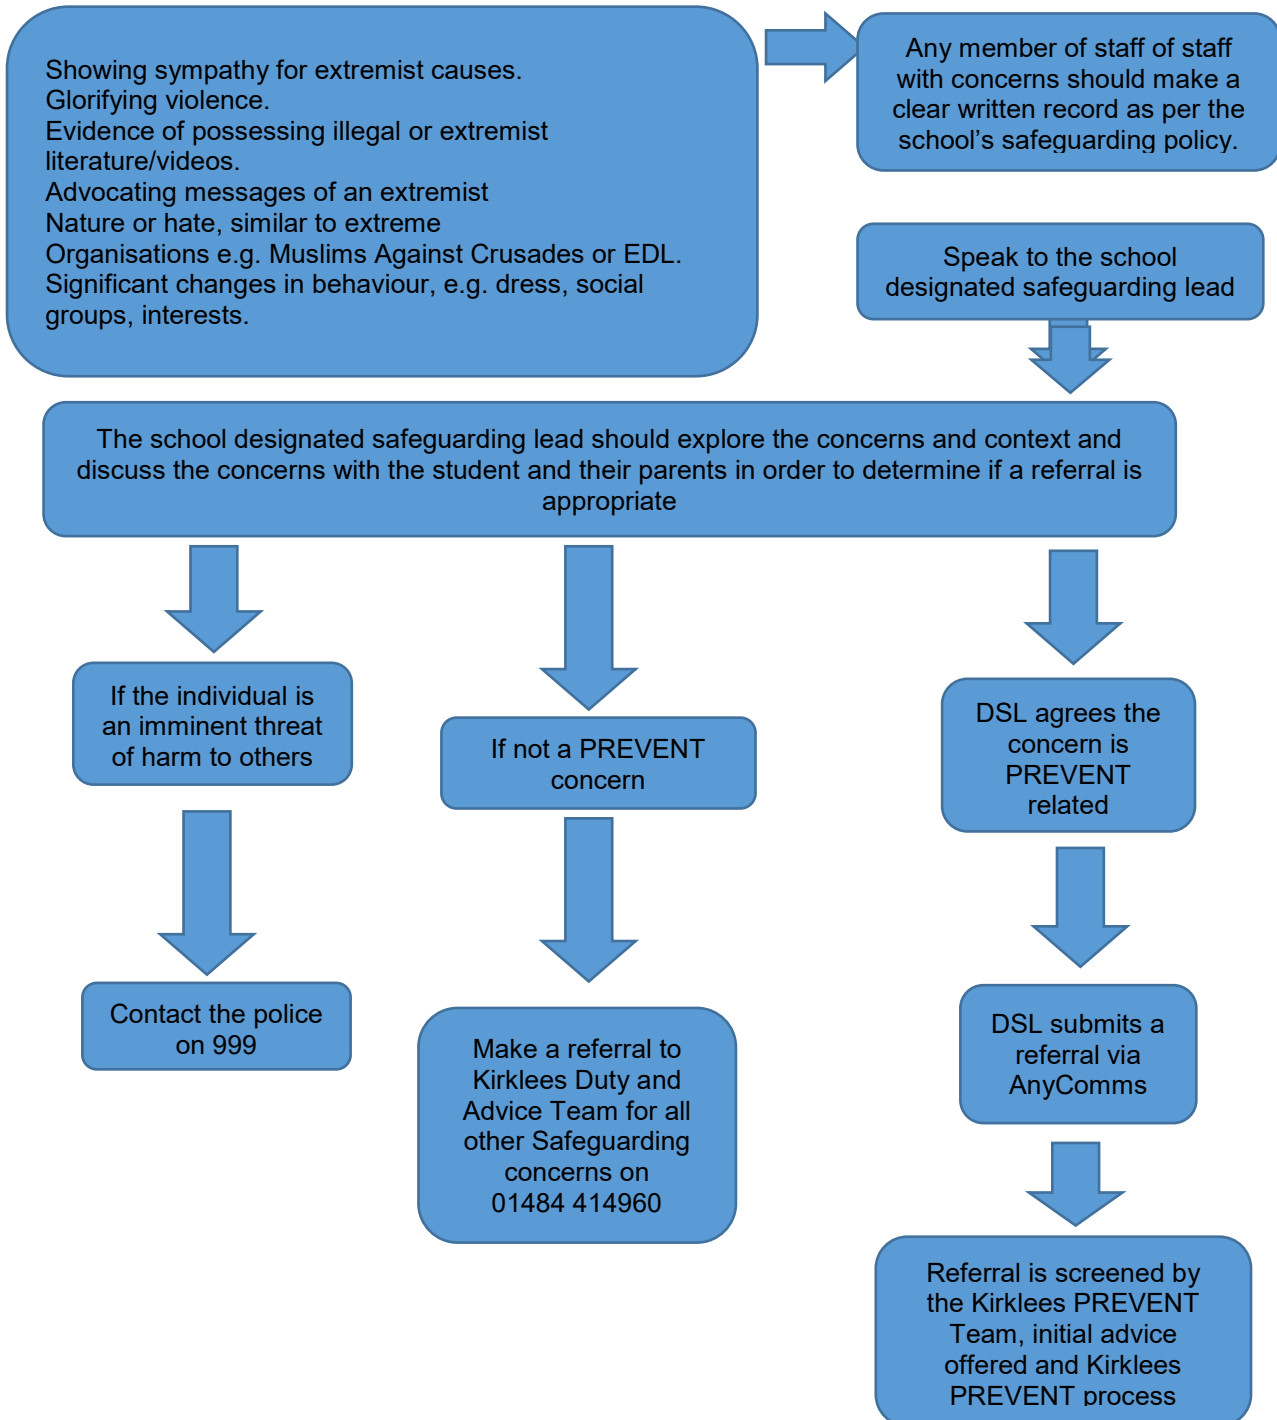 Showing sympathy for extremist causes.
Glorifying violence.
Evidence of possessing illegal or extremist
literature/videos.
Advocating messages of an extremist
Nature or hate, similar to extreme
Organisations e.g. Muslims Against Crusades or EDL.
Significant changes in behaviour, e.g. dress, social
groups, interests.
Any member of staff of staff
with concerns should make a
clear written record as per the
school’s safeguarding policy.
Speak to the school
designated safeguarding lead
The school designated safeguarding lead should explore the concerns and context and
discuss the concerns with the student and their parents in order to determine if a referral is
appropriate
If the individual is
an imminent threat
of harm to others
Contact the police
on 999
If not a PREVENT
concern
Make a referral to
Kirklees Duty and
Advice Team for all
other Safeguarding
concerns on
01484 414960
DSL agrees the
concern is
PREVENT
related
DSL submits a
referral via
AnyComms
Referral is screened by
the Kirklees PREVENT
Team, initial advice
offered and Kirklees
PREVENT process